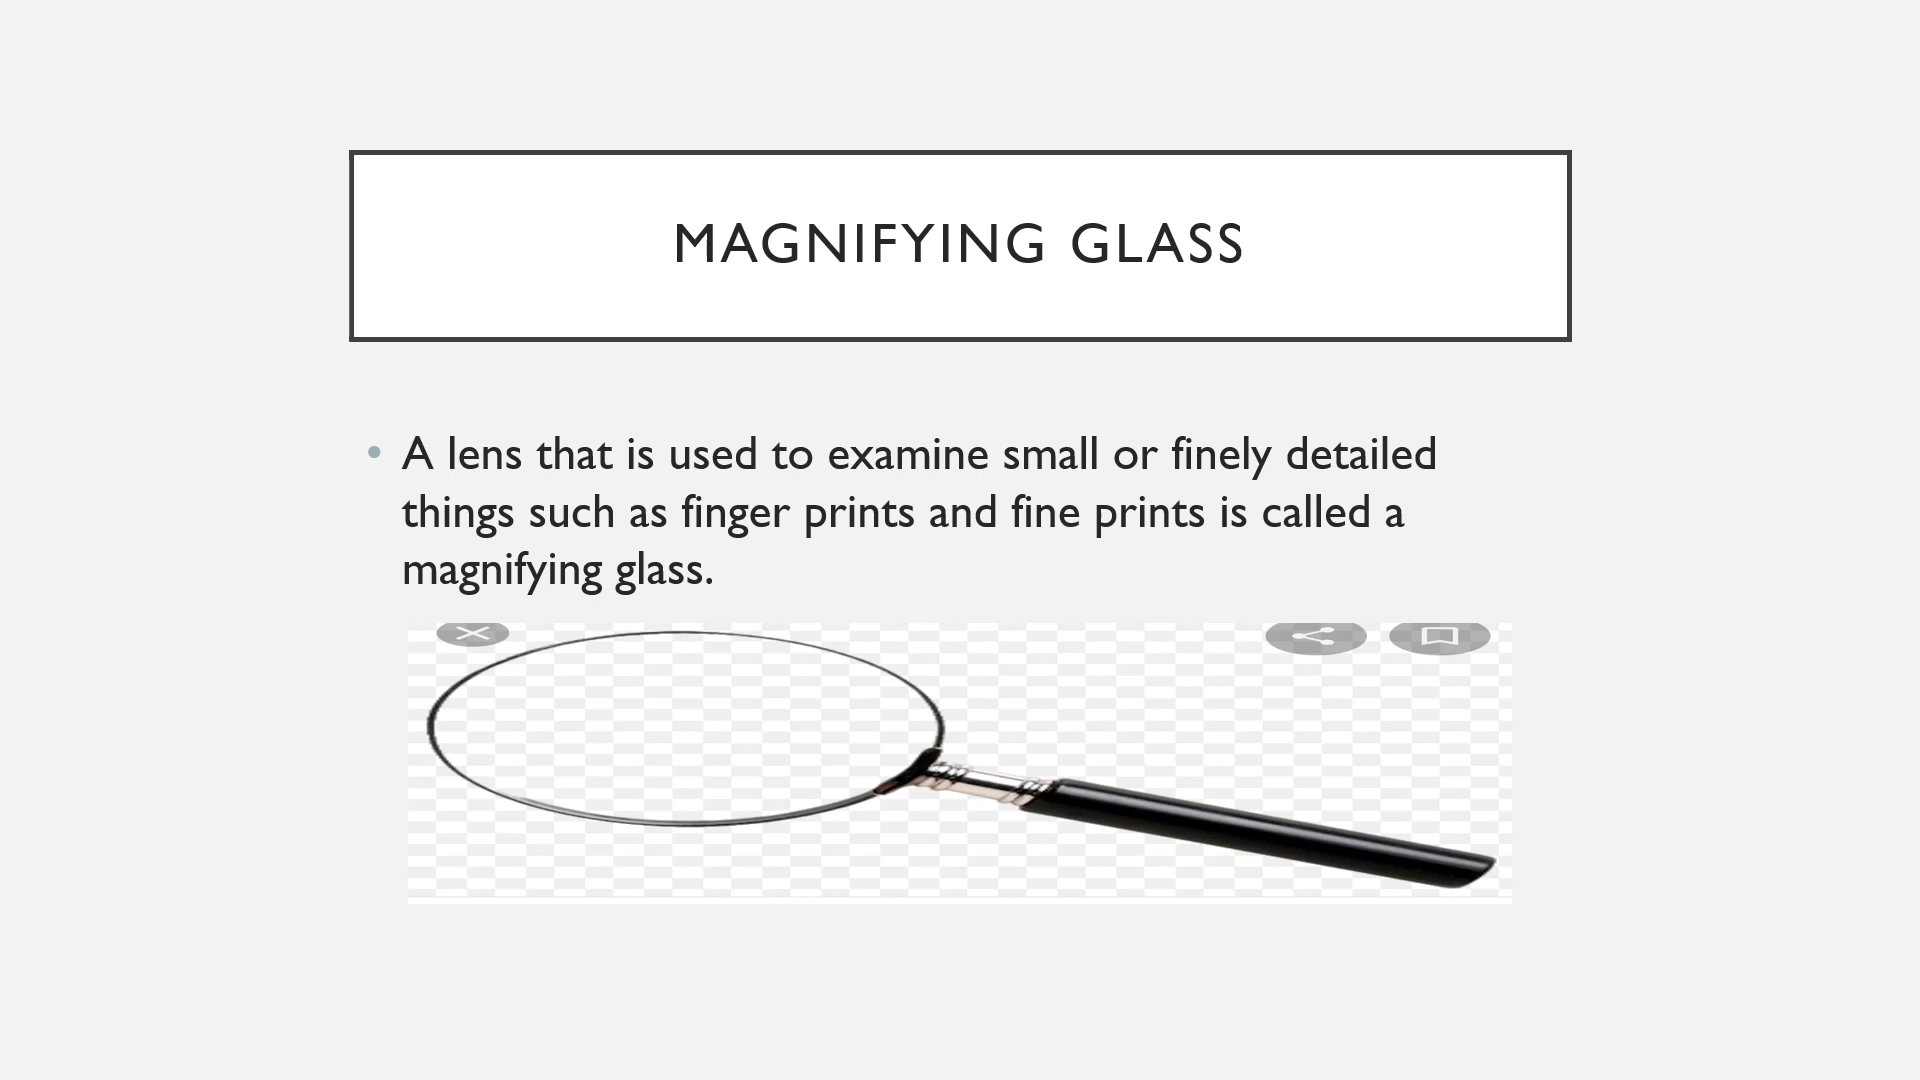 MAGNIFYING GLASS
• A lens that is used to examine small or finely detailed
things such as finger prints and fine prints is called a
magnifying glass.